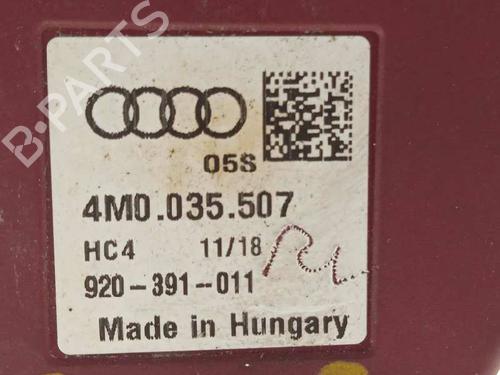 05S
4M0.035.507
HC4 11/18
920-391-011
Made in Hungary
B-PARTS